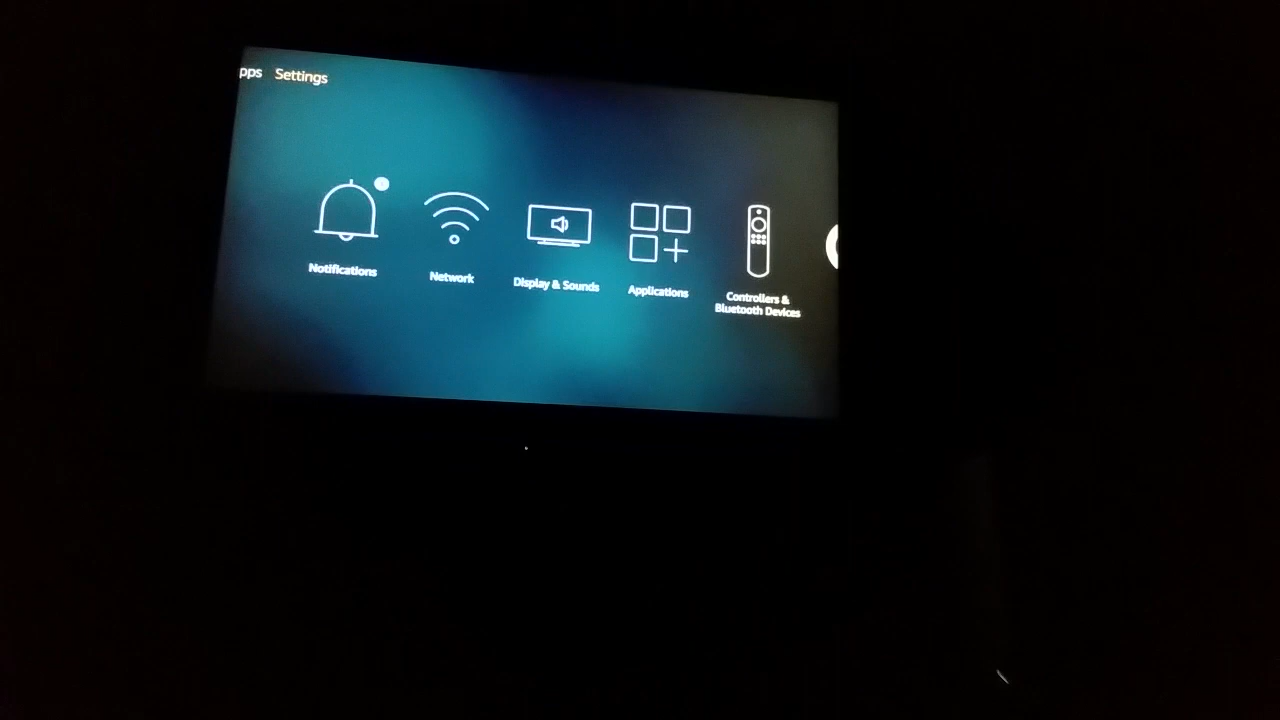 pps Settings
Notifications
Network
Display & Sounds
Applications
Controllers &
Bluetooth Devices